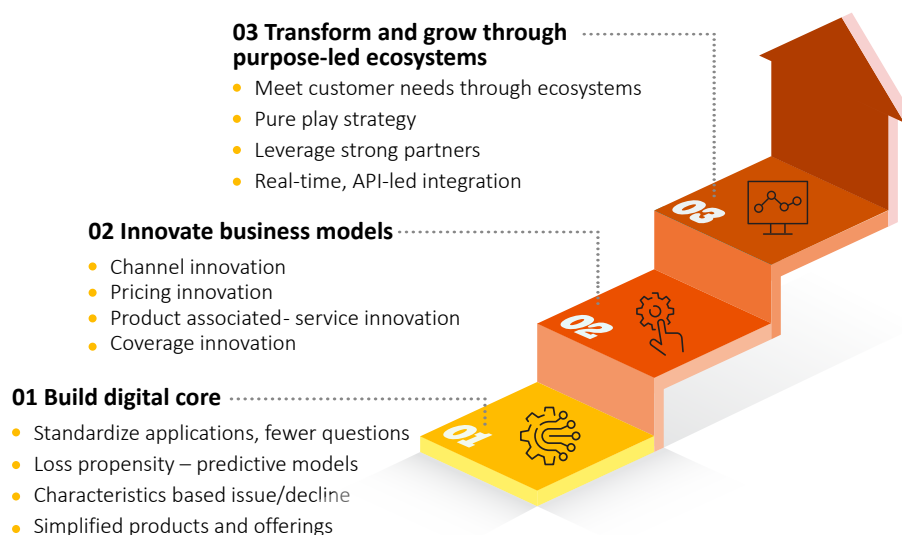 03 Transform and grow through
purpose-led ecosystems
• Meet customer needs through ecosystems
• Pure play strategy
• Leverage strong partners
• Real-time, API-led integration
03
02 Innovate business models
• Channel innovation
• Pricing innovation
• Product associated- service innovation
• Coverage innovation
02
01 Build digital core
• Standardize applications, fewer questions
• Loss propensity – predictive models
• Characteristics based issue/decline
• Simplified products and offerings
01